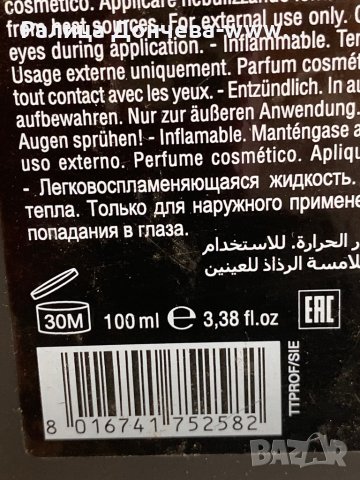 Ралица Дончева-www...
cosmetico. Applicare nebulizzando
from heat sources. For external use only.
eyes during application. - Inflammable.
Usage externe uniquement. Parfum cosmé
tout contact avec les yeux. - Entzündlich. In
aufbewahren. Nur zur äußeren Anwendung.
Augen sprühen! - Inflamable. Manténgase a
uso externo. Perfume cosmético. Apliqu
- Легковоспламеняющаяся жидкость.
тепла. Только для наружного примене
попадания в глаза.
الحرارة. للاستخدام
لامسة الرذاذ للعينين
30M 100 ml ℮ 3,38 fl.oz EAC
TTPROF/SIE
8 016741 752582
BAZAR